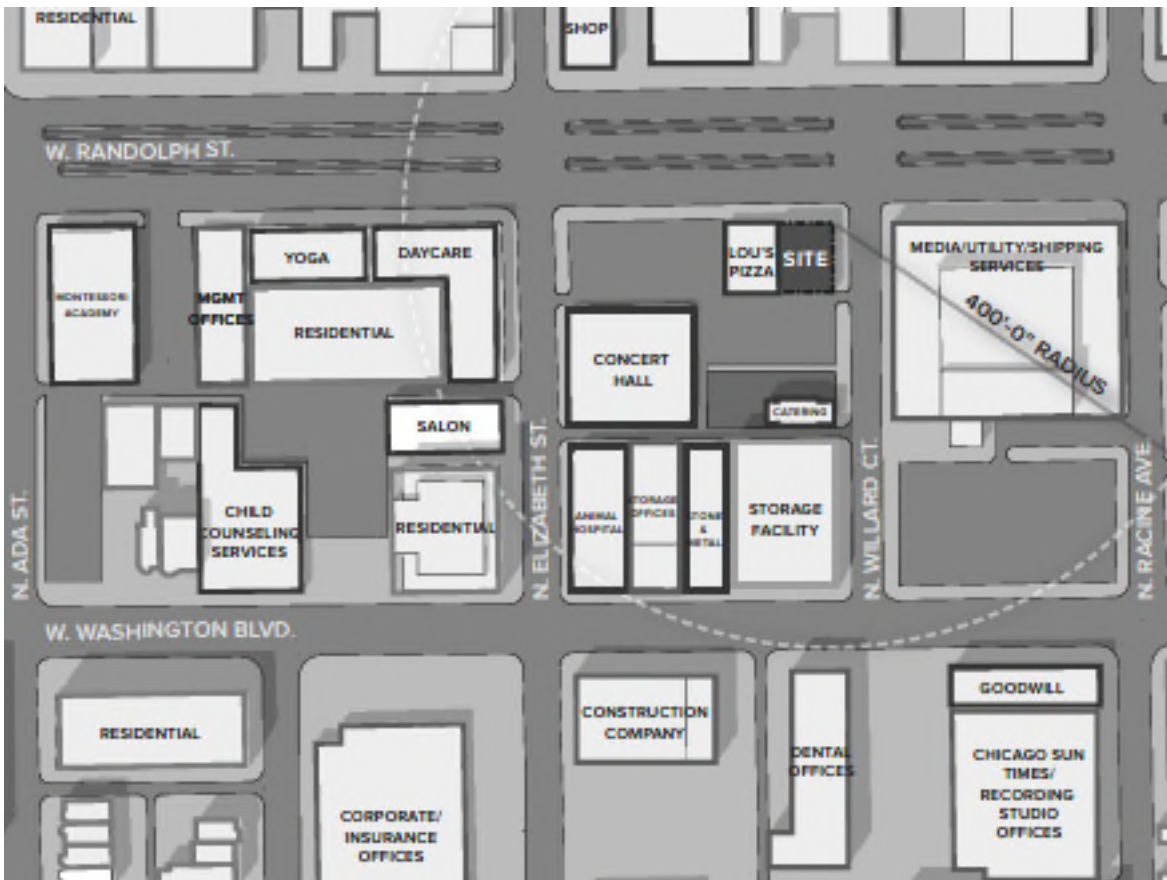 RESIDENTIAL
SHOP
W. RANDOLPH ST.
MONTESSORI
ACADEMY
MGMT
OFFICES
YOGA
DAYCARE
RESIDENTIAL
LOU'S
PIZZA
SITE
MEDIA/UTILITY/SHIPPING
SERVICES
400'-0" RADIUS
CONCERT
HALL
CATERING
SALON
CHILD
COUNSELING
SERVICES
RESIDENTIAL
ANIMAL
HOSPITAL
STORAGE
OFFICES
STONE
&
METAL
STORAGE
FACILITY
N. ADA ST.
N. ELIZABETH ST.
N. WILLARD CT.
N. RACINE AVE
W. WASHINGTON BLVD.
RESIDENTIAL
CORPORATE/
INSURANCE
OFFICES
CONSTRUCTION
COMPANY
DENTAL
OFFICES
GOODWILL
CHICAGO SUN
TIMES/
RECORDING
STUDIO
OFFICES